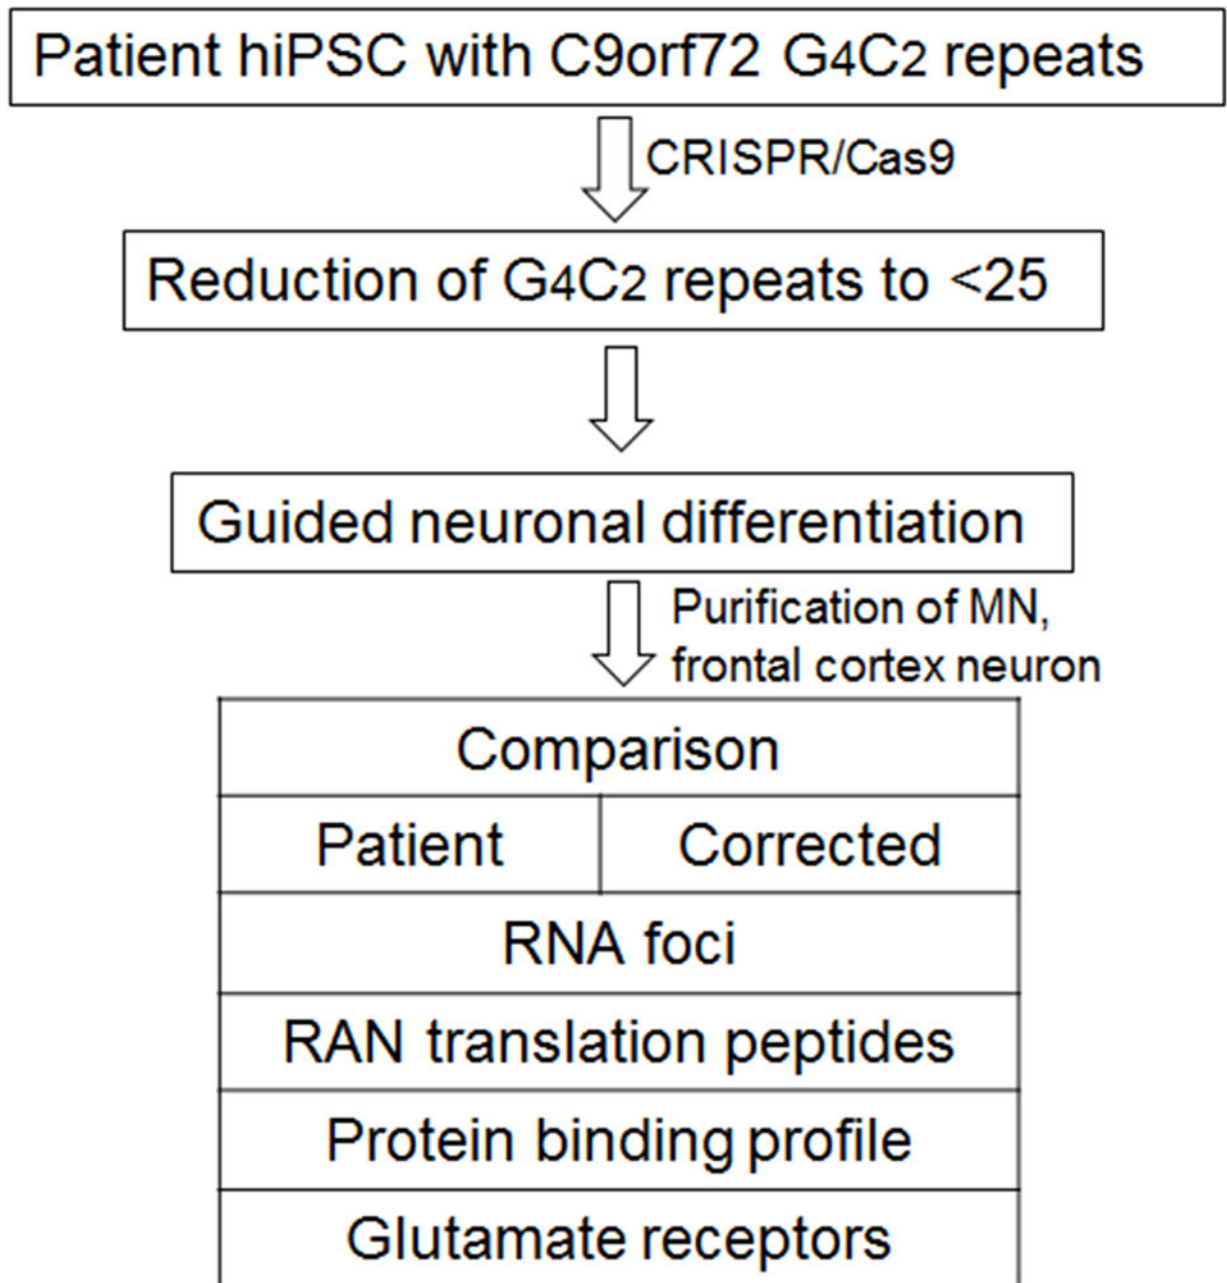 Patient hiPSC with C9orf72 G4C2 repeats
CRISPR/Cas9
Reduction of G4C2 repeats to <25
Guided neuronal differentiation
Purification of MN,
frontal cortex neuron
Comparison
Patient Corrected
RNA foci
RAN translation peptides
Protein binding profile
Glutamate receptors